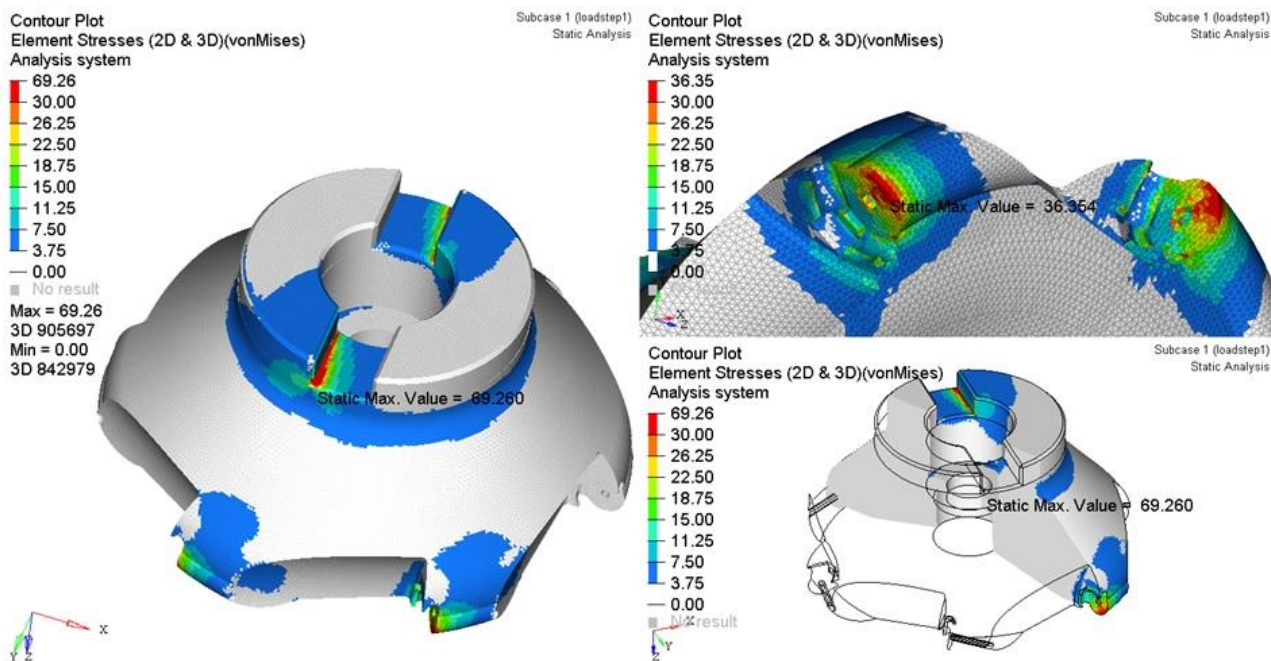 Contour Plot
Element Stresses (2D & 3D)(vonMises)
Analysis system
69.26
30.00
26.25
22.50
18.75
15.00
11.25
7.50
3.75
0.00
No result
Max = 69.26
3D 905697
Min = 0.00
3D 842979
Subcase 1 (loadstep1)
Static Analysis
Static Max. Value = 69.260
X
Y
Z
Contour Plot
Element Stresses (2D & 3D)(vonMises)
Analysis system
36.35
30.00
26.25
22.50
18.75
15.00
11.25
7.50
3.75
0.00
No result
Subcase 1 (loadstep1)
Static Analysis
Static Max. Value = 36.354
X
Z
Contour Plot
Element Stresses (2D & 3D)(vonMises)
Analysis system
69.26
30.00
26.25
22.50
18.75
15.00
11.25
7.50
3.75
0.00
No result
Subcase 1 (loadstep1)
Static Analysis
Static Max. Value = 69.260
X
Y
Z